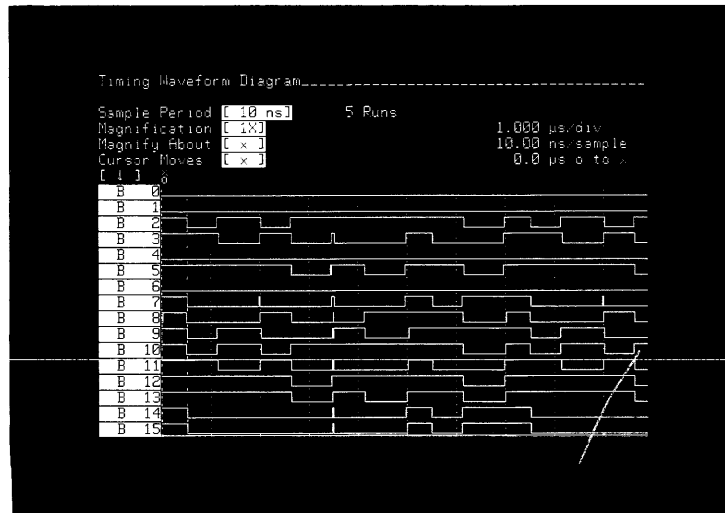 Timing Waveform Diagram
Sample Period [ 10 ns] 5 Runs
Magnification [ 1X] 1.000 µs/div
Magnify About [ x ] 10.00 ns/sample
Cursor Moves [ x ] 0.0 µs o to x
[ ↓ ]
B 0
B 1
B 2
B 3
B 4
B 5
B 6
B 7
B 8
B 9
B 10
B 11
B 12
B 13
B 14
B 15